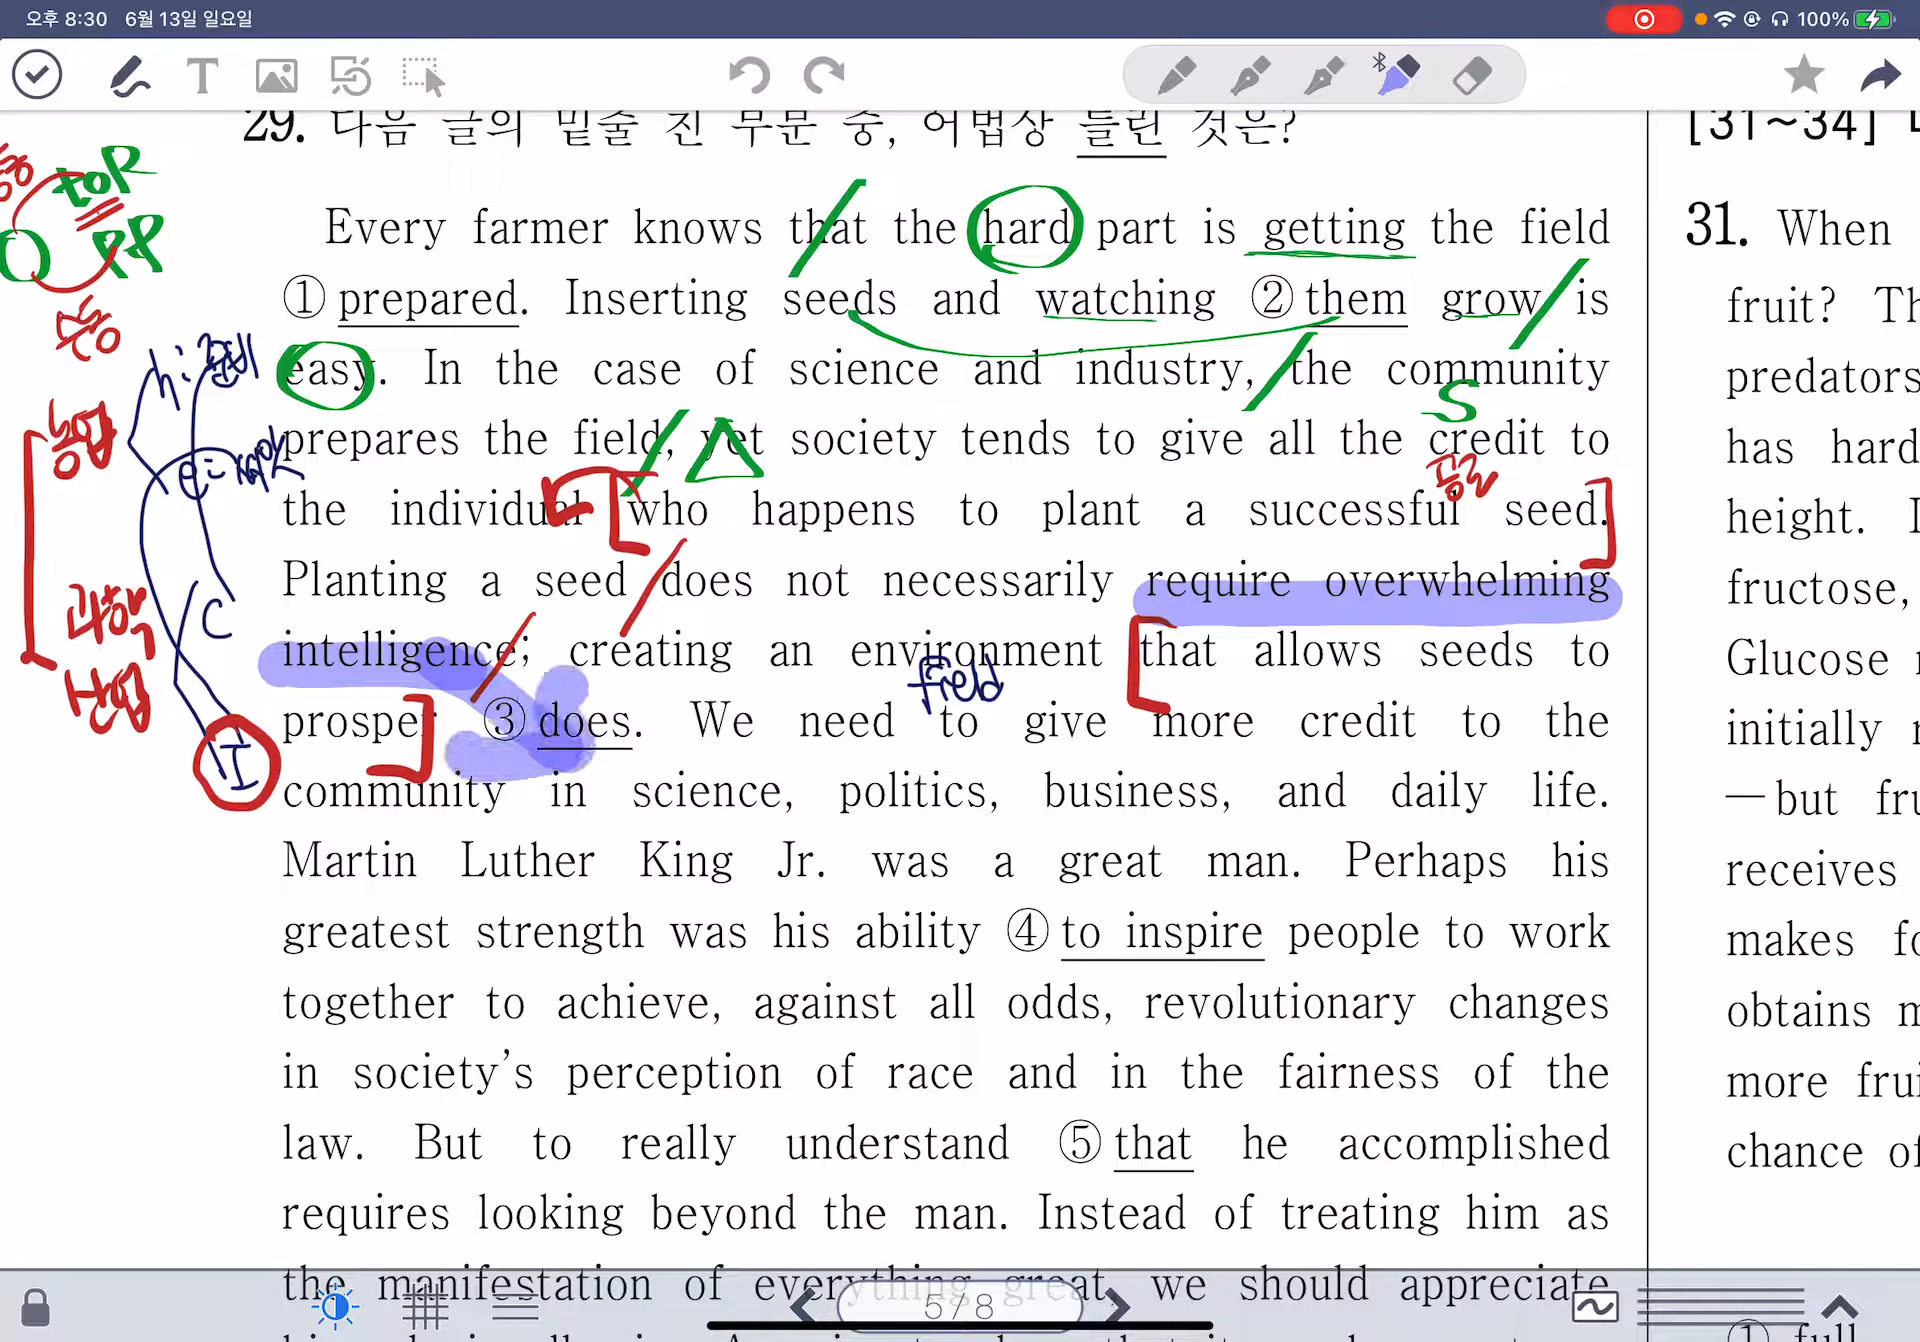 오후 8:30 6월 13일 일요일
100%
29. 다음 글의 밑줄 친 부분 중, 어법상 틀린 것은?
Every farmer knows that the hard part is getting the field
① prepared. Inserting seeds and watching ② them grow is
easy. In the case of science and industry, the community
prepares the field, yet society tends to give all the credit to
the individual who happens to plant a successful seed.
Planting a seed does not necessarily require overwhelming
intelligence; creating an environment that allows seeds to
prosper ③ does. We need to give more credit to the
community in science, politics, business, and daily life.
Martin Luther King Jr. was a great man. Perhaps his
greatest strength was his ability ④ to inspire people to work
together to achieve, against all odds, revolutionary changes
in society's perception of race and in the fairness of the
law. But to really understand ⑤ that he accomplished
requires looking beyond the man. Instead of treating him as
the manifestation of everything great, we should appreciate
[31~34]
31. When
fruit? Th
predators
has hard
height. I
fructose,
Glucose
initially
—but fru
receives
makes fo
obtains m
more frui
chance of
① full
toR
PP
S
field
C
I
과학
산업
농업
5/8